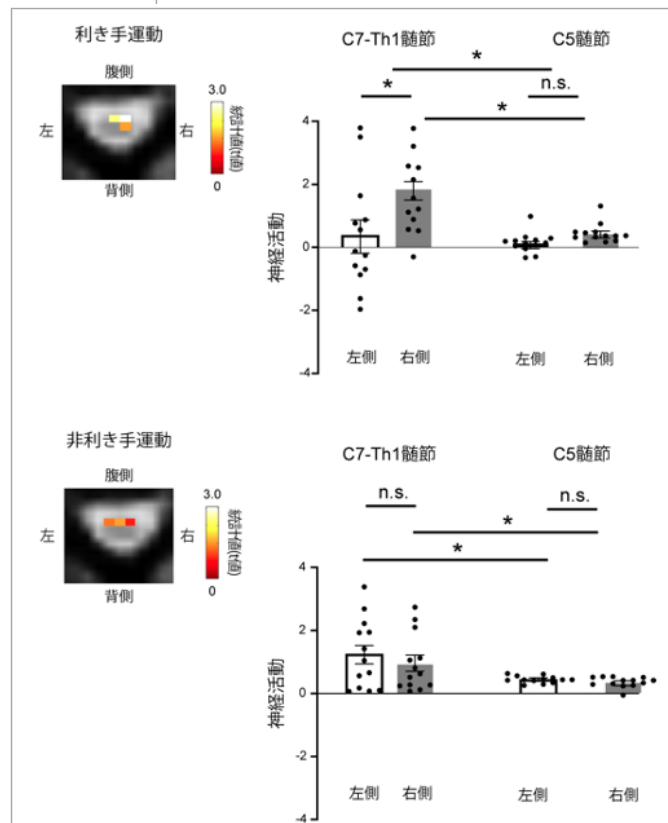 利き手運動
腹側
左
右
背側
3.0
0
統計値(t値)
C7-Th1髄節
C5髄節
*
*
n.s.
*
神経活動
4
2
0
-2
-4
左側
右側
左側
右側
非利き手運動
腹側
左
右
背側
3.0
0
統計値(t値)
C7-Th1髄節
C5髄節
n.s.
n.s.
*
*
神経活動
4
2
0
-2
-4
左側
右側
左側
右側